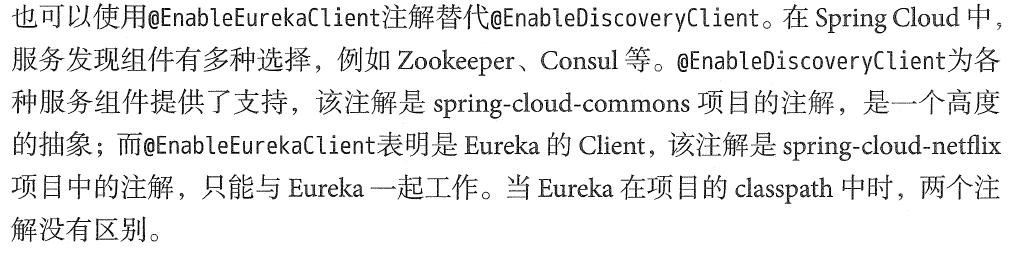 也可以使用@EnableEurekaClient注解替代@EnableDiscoveryClient。在 Spring Cloud 中，
服务发现组件有多种选择，例如 Zookeeper、Consul 等。@EnableDiscoveryClient为各
种服务组件提供了支持，该注解是 spring-cloud-commons 项目的注解，是一个高度
的抽象；而@EnableEurekaClient表明是 Eureka 的 Client，该注解是 spring-cloud-netflix
项目中的注解，只能与 Eureka 一起工作。当 Eureka 在项目的 classpath 中时，两个注
解没有区别。